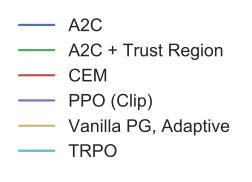 A2C
A2C + Trust Region
CEM
PPO (Clip)
Vanilla PG, Adaptive
TRPO